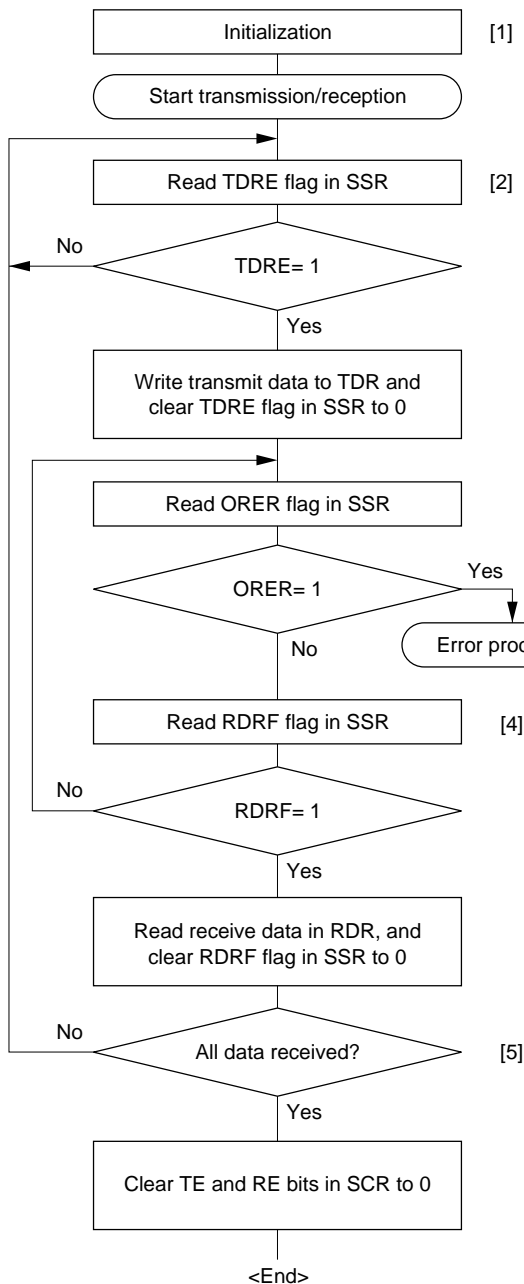 Initialization
[1]
Start transmission/reception
Read TDRE flag in SSR
[2]
No
TDRE= 1
Yes
Write transmit data to TDR and
clear TDRE flag in SSR to 0
Read ORER flag in SSR
ORER= 1
Yes
No
Error
Read RDRF flag in SSR
[4]
No
RDRF= 1
Yes
Read receive data in RDR, and
clear RDRF flag in SSR to 0
No
All data received?
[5]
Yes
Clear TE and RE bits in SCR to 0
<End>